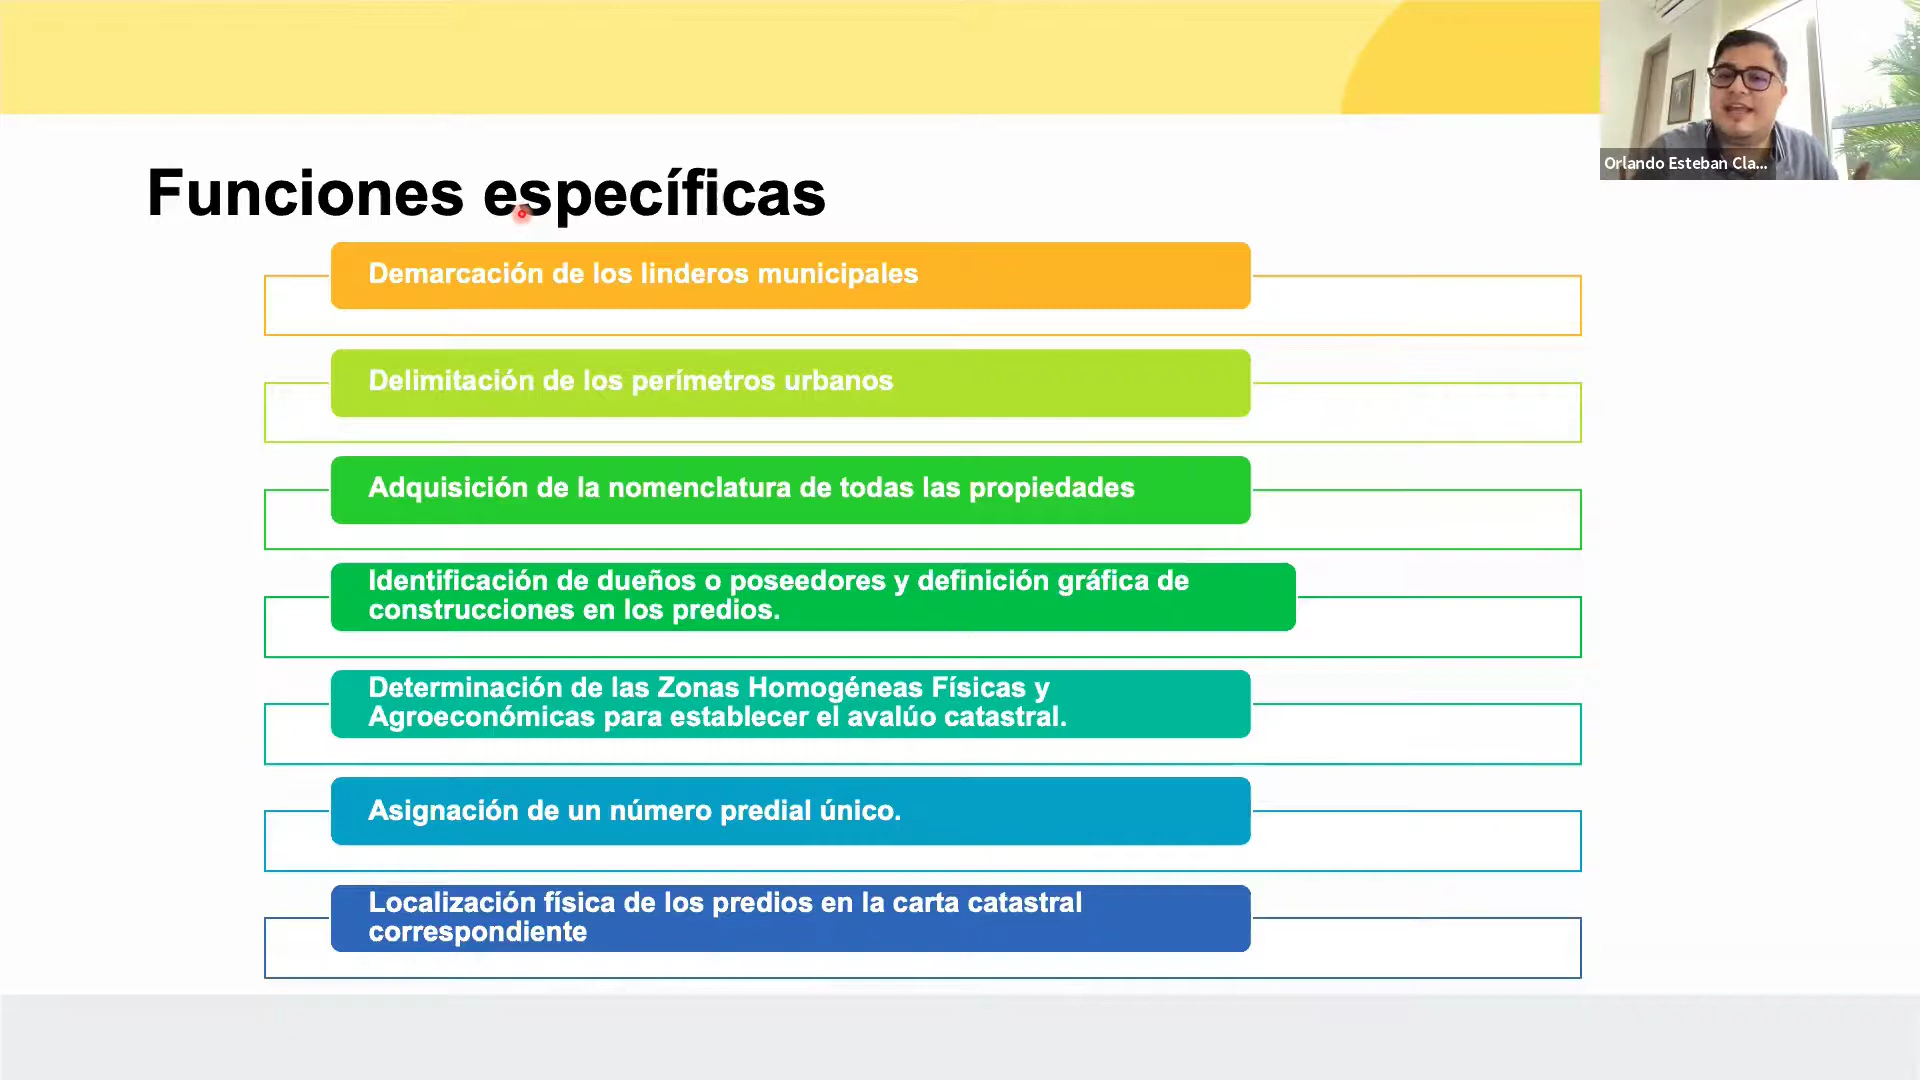 Funciones específicas
Orlando Esteban Cla...
Demarcación de los linderos municipales
Delimitación de los perímetros urbanos
Adquisición de la nomenclatura de todas las propiedades
Identificación de dueños o poseedores y definición gráfica de
construcciones en los predios.
Determinación de las Zonas Homogéneas Físicas y
Agroeconómicas para establecer el avalúo catastral.
Asignación de un número predial único.
Localización física de los predios en la carta catastral
correspondiente